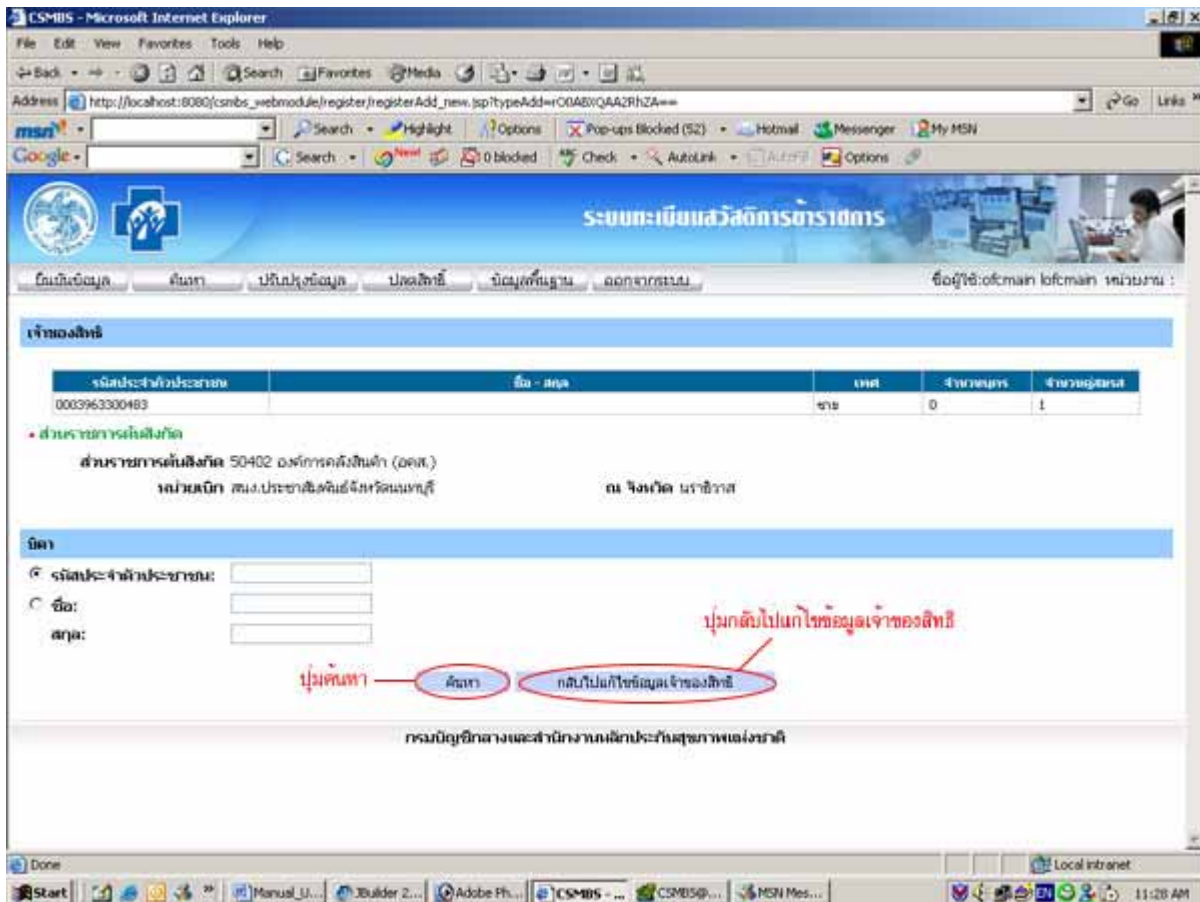 CSMBS - Microsoft Internet Explorer
File Edit View Favorites Tools Help
Back Search Favorites Media
Address http://localhost:8080/csmbs_webmodule/register/registerAdd_new.jsp?typeAdd=rO0ABXQAA2RhZA== Go Links
msn Search Highlight Options Pop-ups Blocked (52) Hotmail Messenger My MSN
Google Search New! 0 blocked Check AutoLink AutoFill Options
ระบบทะเบียนสวัสดิการข้าราชการ
ยืนยันข้อมูล ค้นหา ปรับปรุงข้อมูล ปลดสิทธิ์ ข้อมูลพื้นฐาน ออกจากระบบ ชื่อผู้ใช้:ofcmain lofcmain หน่วยงาน :
เจ้าของสิทธิ
รหัสประจำตัวประชาชน ชื่อ - สกุล เพศ จำนวนบุตร จำนวนคู่สมรส
0003963300483 ชาย 0 1
ส่วนราชการต้นสังกัด
ส่วนราชการต้นสังกัด 50402 องค์การคลังสินค้า (อคส.)
หน่วยเบิก สนง.ประชาสัมพันธ์จังหวัดนนทบุรี ณ จังหวัด นราธิวาส
บิดา
รหัสประจำตัวประชาชน:
ชื่อ:
สกุล:
ปุ่มกลับไปแก้ไขข้อมูลเจ้าของสิทธิ
ปุ่มค้นหา ค้นหา กลับไปแก้ไขข้อมูลเจ้าของสิทธิ
กรมบัญชีกลางและสำนักงานหลักประกันสุขภาพแห่งชาติ
Done Local intranet
Start Manual_U... JBuilder 2... Adobe Ph... CSMBS - ... CSMBS@... MSN Mes... EN 11:28 AM